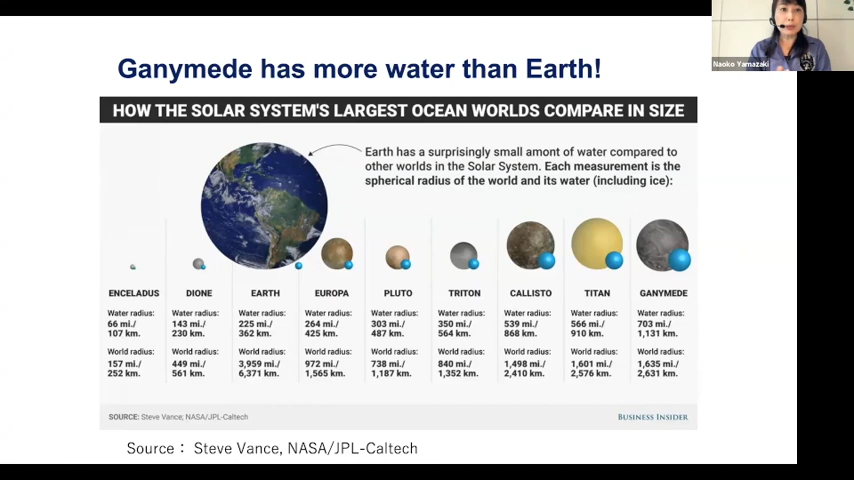 Naoko Yamazaki
Ganymede has more water than Earth!
HOW THE SOLAR SYSTEM'S LARGEST OCEAN WORLDS COMPARE IN SIZE
Earth has a surprisingly small amont of water compared to
other worlds in the Solar System. Each measurement is the
spherical radius of the world and its water (including ice):
ENCELADUS DIONE EARTH EUROPA PLUTO TRITON CALLISTO TITAN GANYMEDE
Water radius: Water radius: Water radius: Water radius: Water radius: Water radius: Water radius: Water radius: Water radius:
66 mi./ 143 mi./ 225 mi./ 264 mi./ 303 mi./ 350 mi./ 539 mi./ 566 mi./ 703 mi./
107 km. 230 km. 362 km. 425 km. 487 km. 564 km. 868 km. 910 km. 1,131 km.
World radius: World radius: World radius: World radius: World radius: World radius: World radius: World radius: World radius:
157 mi./ 449 mi./ 3,959 mi./ 972 mi./ 738 mi./ 840 mi./ 1,498 mi./ 1,601 mi./ 1,635 mi./
252 km. 561 km. 6,371 km. 1,565 km. 1,187 km. 1,352 km. 2,410 km. 2,576 km. 2,631 km.
SOURCE: Steve Vance; NASA/JPL-Caltech
BUSINESS INSIDER
Source： Steve Vance, NASA/JPL-Caltech